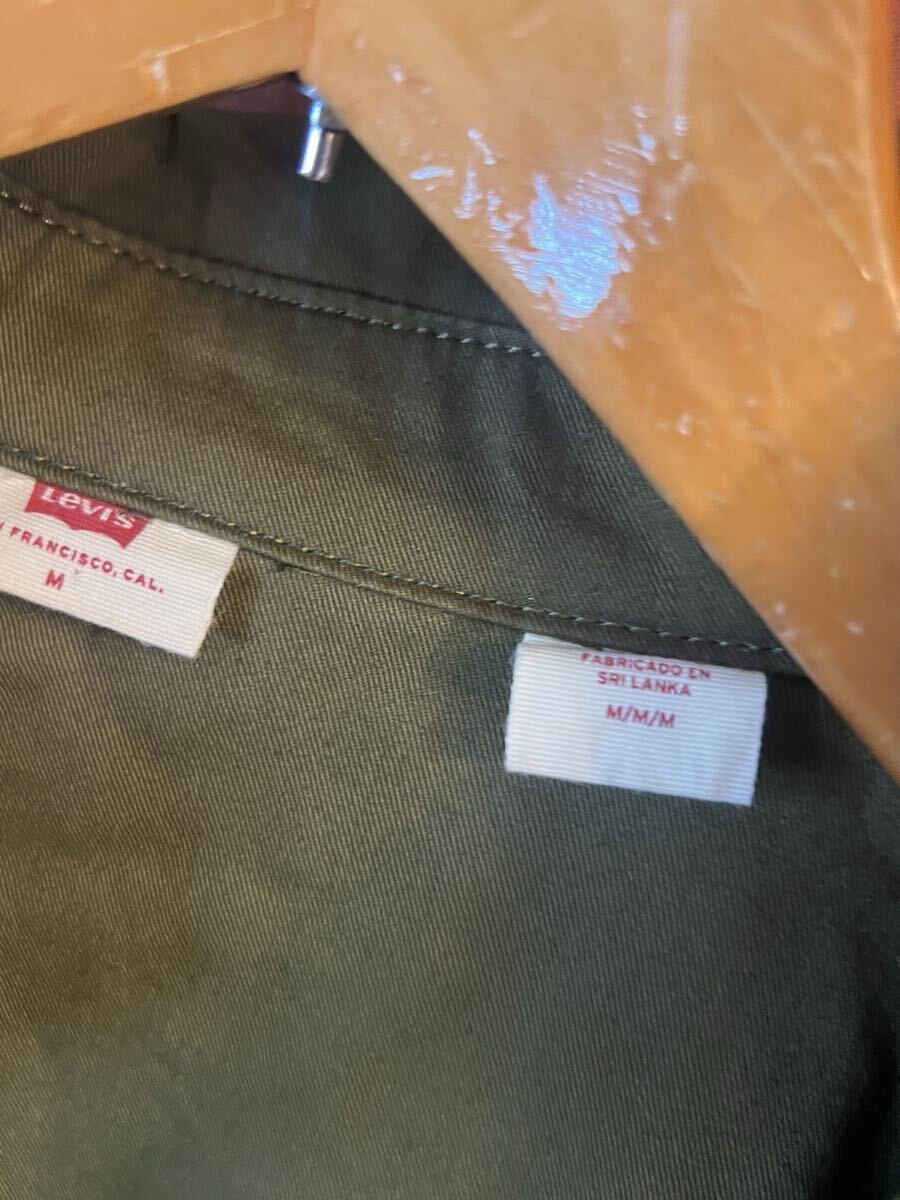 Levi's
FRANCISCO, CAL.
M
FABRICADO EN
SRI LANKA
M/M/M